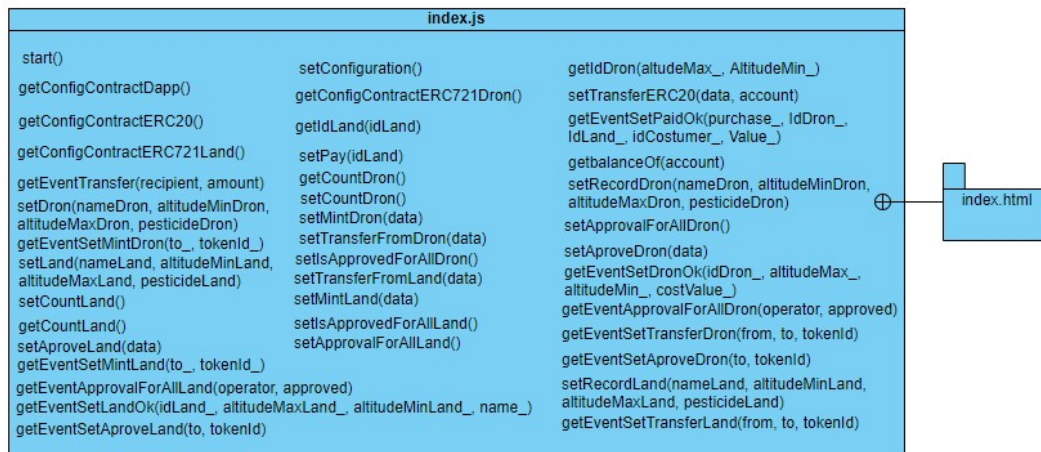 index.js
start()
getConfigContractDapp()
getConfigContractERC20()
getConfigContractERC721Land()
getEventTransfer(recipient, amount)
setDron(nameDron, altitudeMinDron,
altitudeMaxDron, pesticideDron)
getEventSetMintDron(to_, tokenId_)
setLand(nameLand, altitudeMinLand,
altitudeMaxLand, pesticideLand)
setCountLand()
getCountLand()
setAproveLand(data)
getEventSetMintLand(to_, tokenId_)
getEventApprovalForAllLand(operator, approved)
getEventSetLandOk(idLand_, altitudeMaxLand_, altitudeMinLand_, name_)
getEventSetAproveLand(to, tokenId)
setConfiguration()
getConfigContractERC721Dron()
getIdLand(idLand)
setPay(idLand)
getCountDron()
setCountDron()
setMintDron(data)
setTransferFromDron(data)
setIsApprovedForAllDron()
setTransferFromLand(data)
setMintLand(data)
setIsApprovedForAllLand()
setApprovalForAllLand()
getIdDron(altudeMax_, AltitudeMin_)
setTransferERC20(data, account)
getEventSetPaidOk(purchase_, IdDron_,
IdLand_, idCostumer_, Value_)
getbalanceOf(account)
setRecordDron(nameDron, altitudeMinDron,
altitudeMaxDron, pesticideDron)
setApprovalForAllDron()
setAproveDron(data)
getEventSetDronOk(idDron_, altitudeMax_,
altitudeMin_, costValue_)
getEventApprovalForAllDron(operator, approved)
getEventSetTransferDron(from, to, tokenId)
getEventSetAproveDron(to, tokenId)
setRecordLand(nameLand, altitudeMinLand,
altitudeMaxLand, pesticideLand)
getEventSetTransferLand(from, to, tokenId)
index.html